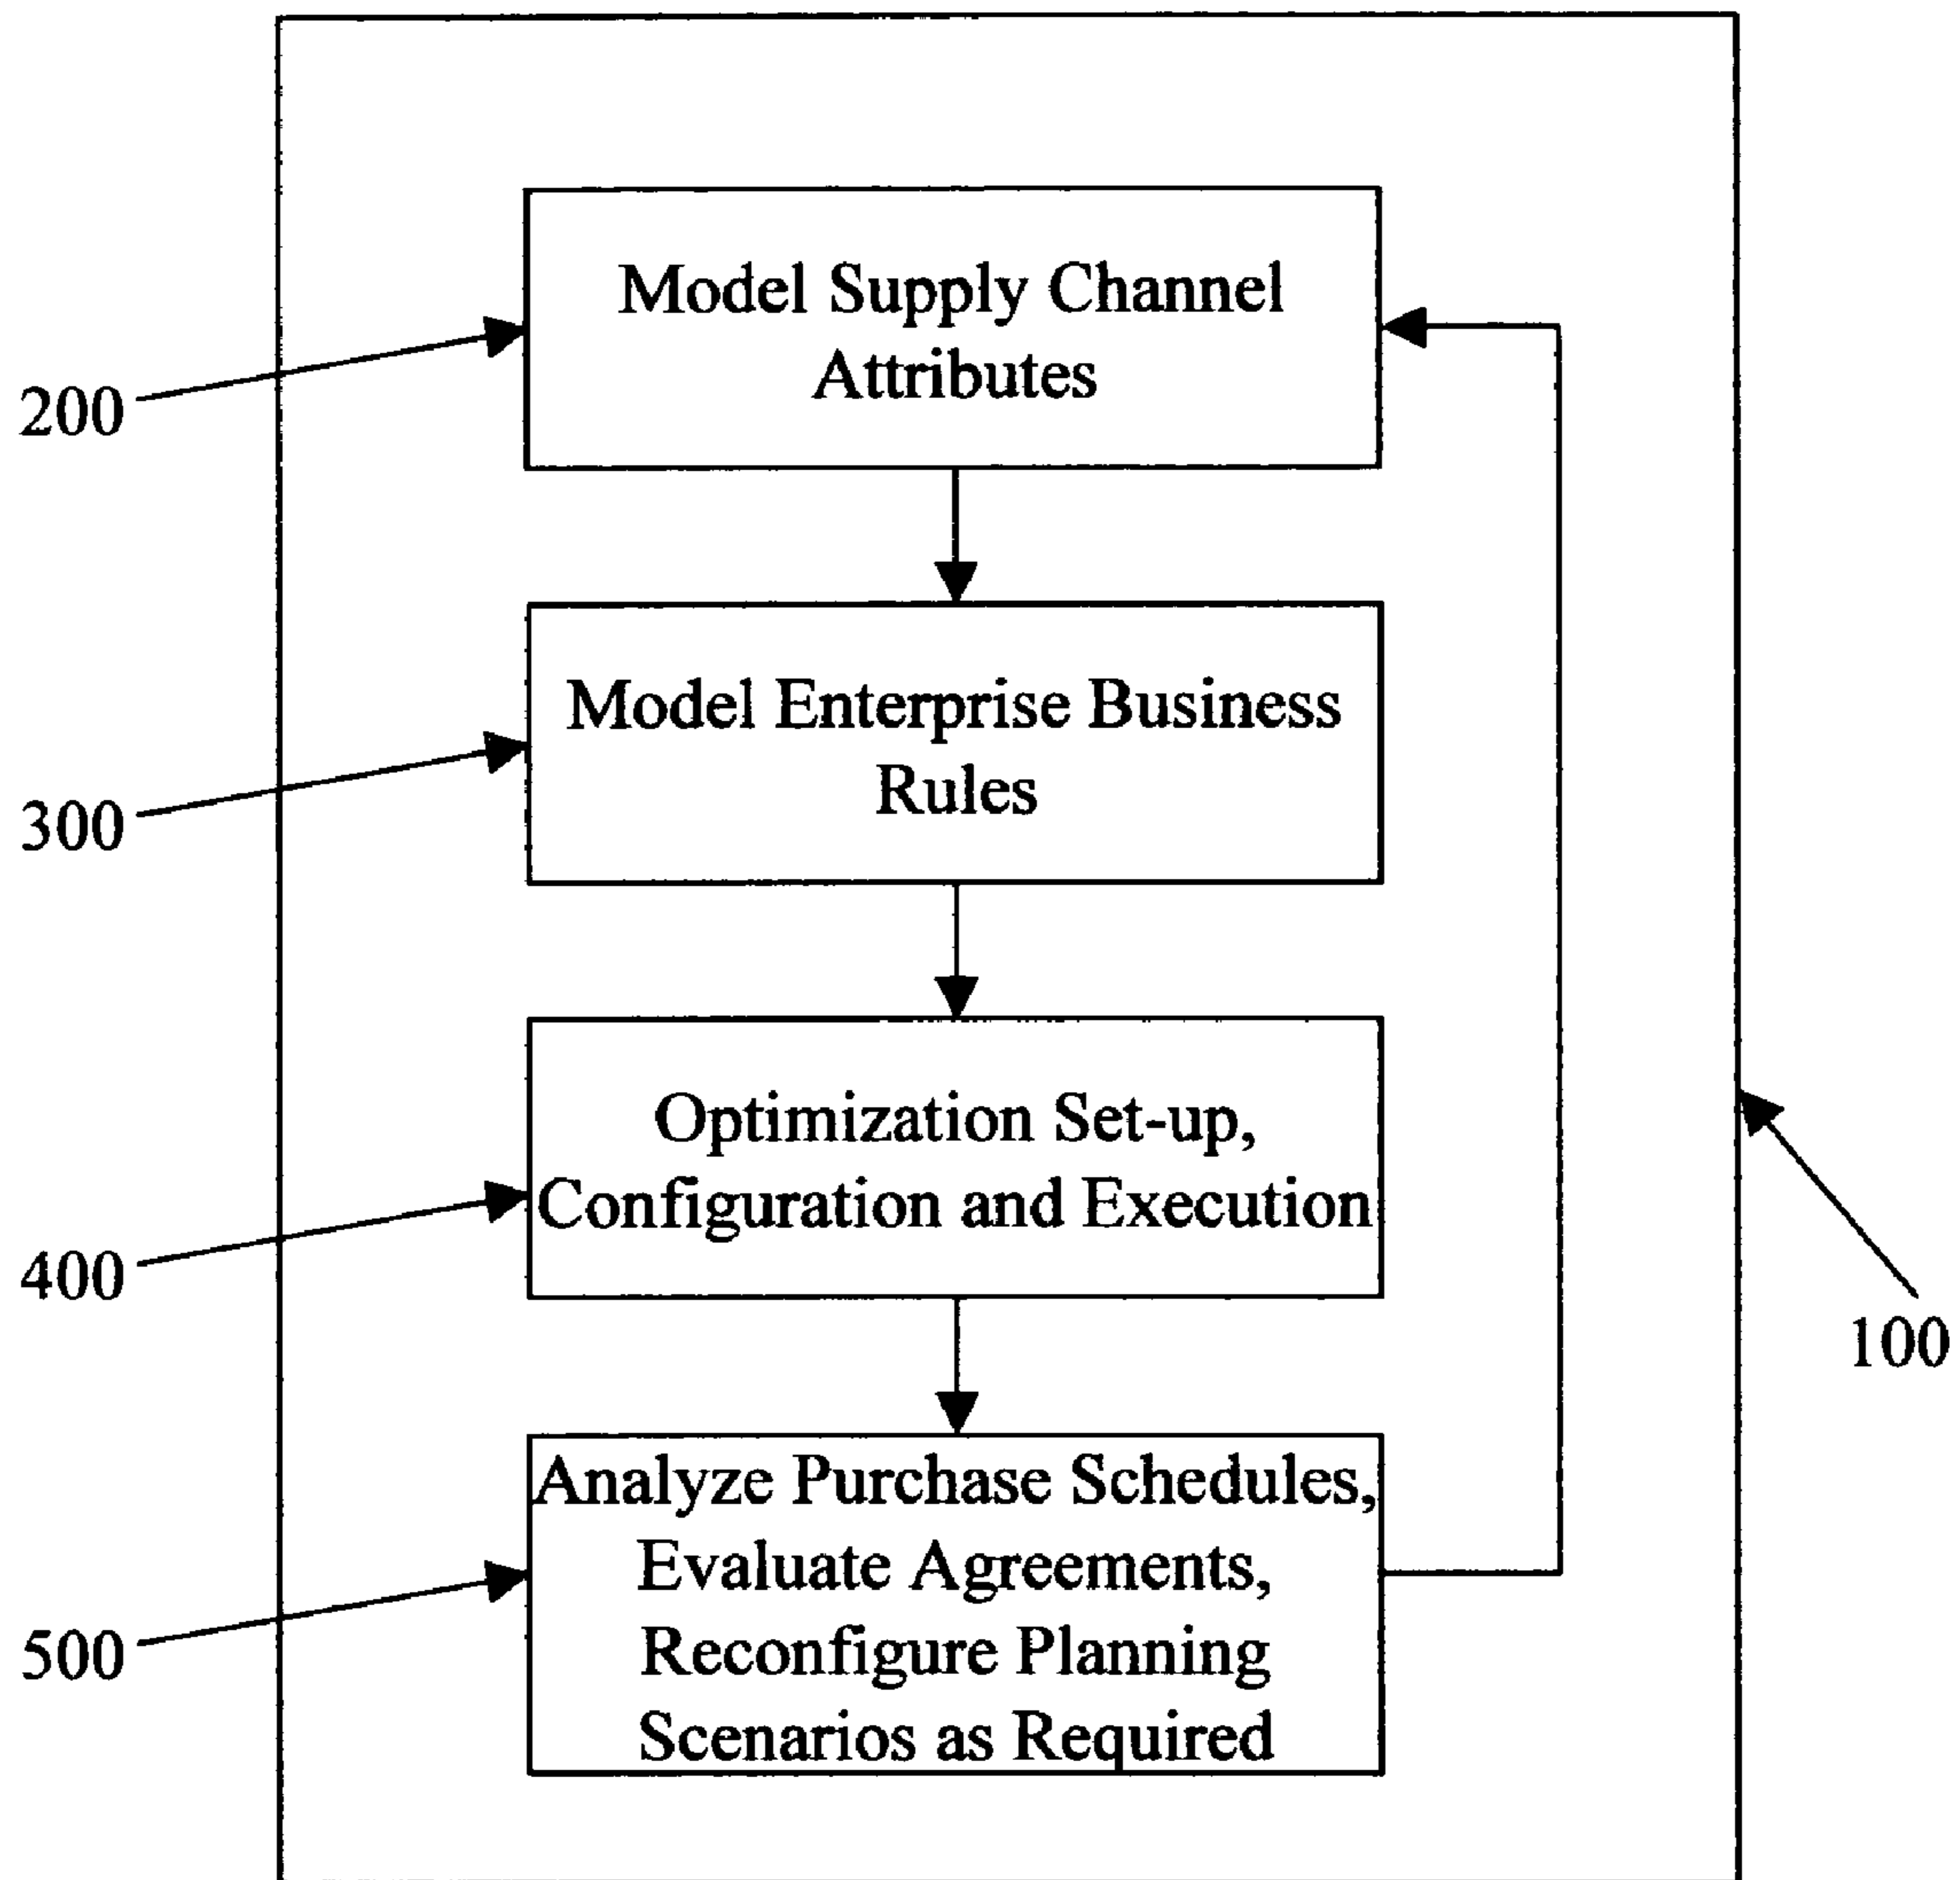 Model Supply Channel
Attributes
200
Model Enterprise Business
Rules
300
Optimization Set-up,
Configuration and Execution
400
100
Analyze Purchase Schedules,
Evaluate Agreements,
Reconfigure Planning
Scenarios as Required
500